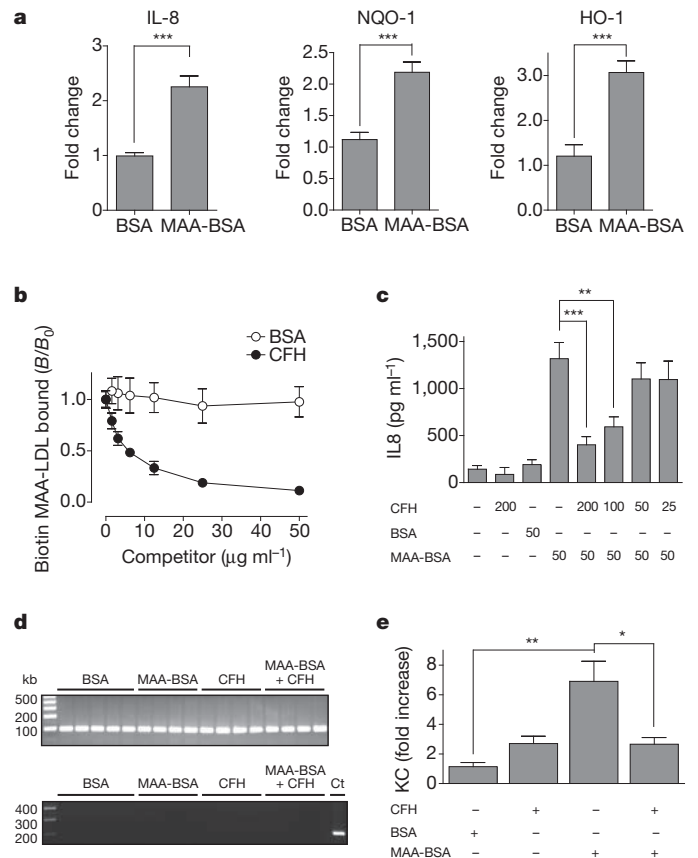 a
IL-8
NQO-1
HO-1
***
***
***
Fold change
3
2
1
0
BSA MAA-BSA
Fold change
2.5
2.0
1.5
1.0
0.5
0.0
BSA MAA-BSA
Fold change
3.0
2.0
1.0
0
BSA MAA-BSA
b
BSA
CFH
Biotin MAA-LDL bound (B/B0)
1.0
0.5
0.0
0 10 20 30 40 50
Competitor (µg ml–1)
c
**
***
IL8 (pg ml–1)
1,500
1,000
500
0
CFH – 200 – – 200 100 50 25
BSA – – 50 – – – – –
MAA-BSA – – – 50 50 50 50 50
d
kb
BSA MAA-BSA CFH MAA-BSA + CFH
500
200
100
BSA MAA-BSA CFH MAA-BSA + CFH Ct
400
300
200
e
** *
KC (fold increase)
8
6
4
2
0
CFH – + – +
BSA + – – –
MAA-BSA – – + +